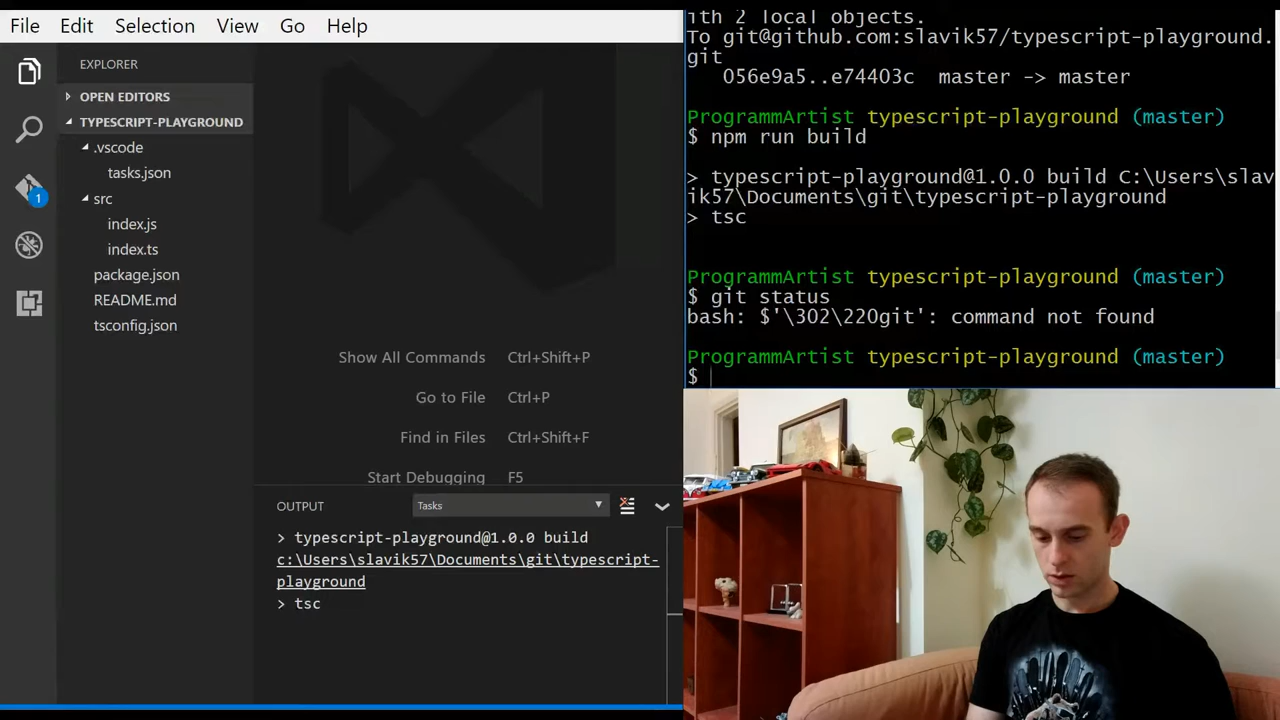 File Edit Selection View Go Help
EXPLORER
OPEN EDITORS
TYPESCRIPT-PLAYGROUND
.vscode
tasks.json
src
index.js
index.ts
package.json
README.md
tsconfig.json
1
Show All Commands Ctrl+Shift+P
Go to File Ctrl+P
Find in Files Ctrl+Shift+F
Start Debugging F5
OUTPUT Tasks
> typescript-playground@1.0.0 build
c:\Users\slavik57\Documents\git\typescript-
playground
> tsc
ith 2 local objects.
To git@github.com:slavik57/typescript-playground.
git
056e9a5..e74403c master -> master
ProgrammArtist typescript-playground (master)
$ npm run build
> typescript-playground@1.0.0 build C:\Users\slav
ik57\Documents\git\typescript-playground
> tsc
ProgrammArtist typescript-playground (master)
$ git status
bash: $'\302\220git': command not found
ProgrammArtist typescript-playground (master)
$